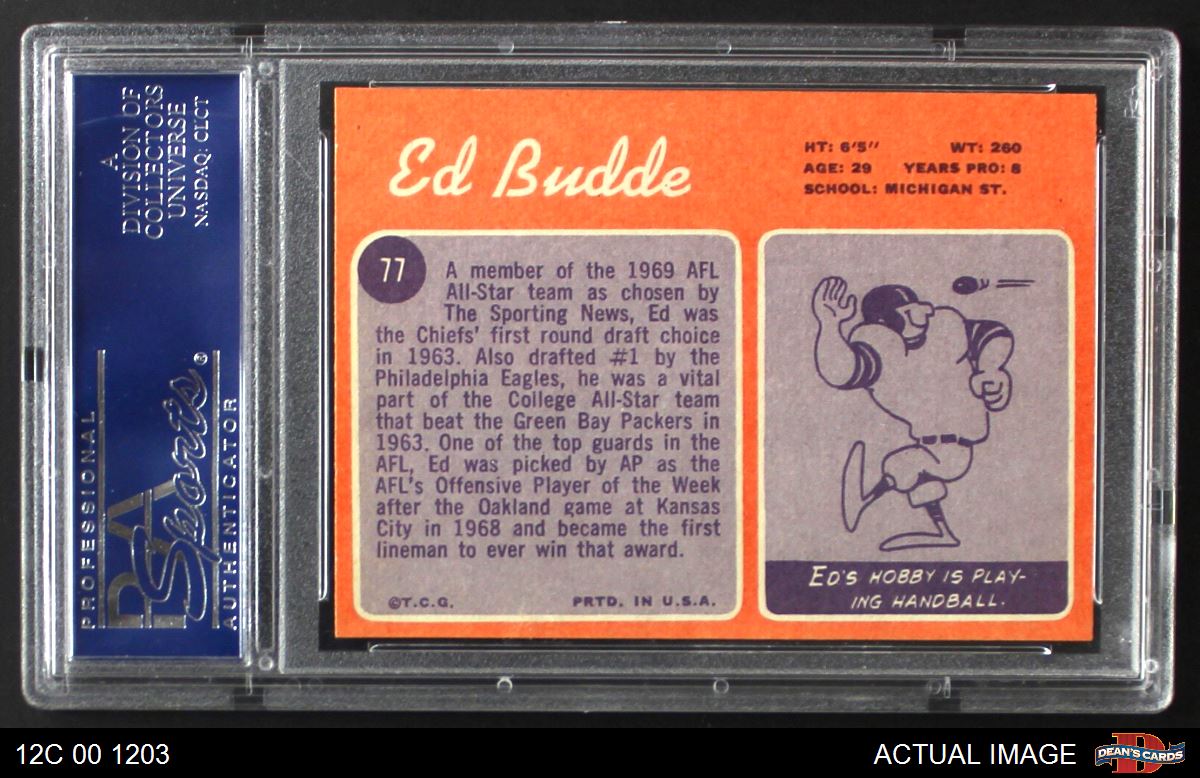 A
DIVISION OF
COLLECTORS
UNIVERSE
NASDAQ: CLCT
PROFESSIONAL
PSA
Sports®
AUTHENTICATOR
Ed Budde
HT: 6'5" WT: 260
AGE: 29 YEARS PRO: 8
SCHOOL: MICHIGAN ST.
77
A member of the 1969 AFL
All-Star team as chosen by
The Sporting News, Ed was
the Chiefs' first round draft choice
in 1963. Also drafted #1 by the
Philadelphia Eagles, he was a vital
part of the College All-Star team
that beat the Green Bay Packers in
1963. One of the top guards in the
AFL, Ed was picked by AP as the
AFL's Offensive Player of the Week
after the Oakland game at Kansas
City in 1968 and became the first
lineman to ever win that award.
©T.C.G. PRTD. IN U.S.A.
ED'S HOBBY IS PLAY-
ING HANDBALL.
12C 00 1203
ACTUAL IMAGE
D
DEAN'S CARDS